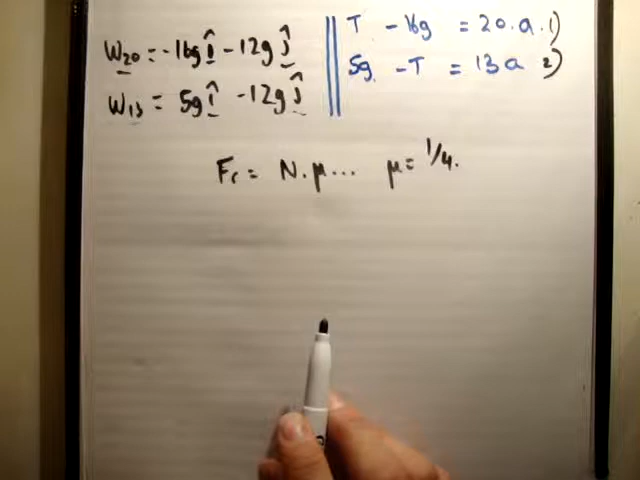 W₂₀ = -16g î - 12g ĵ
W₁₃ = 5g î - 12g ĵ
T - 16g = 20.a. 1)
5g - T = 13a 2)
Fr = N.μ... μ = 1/4.